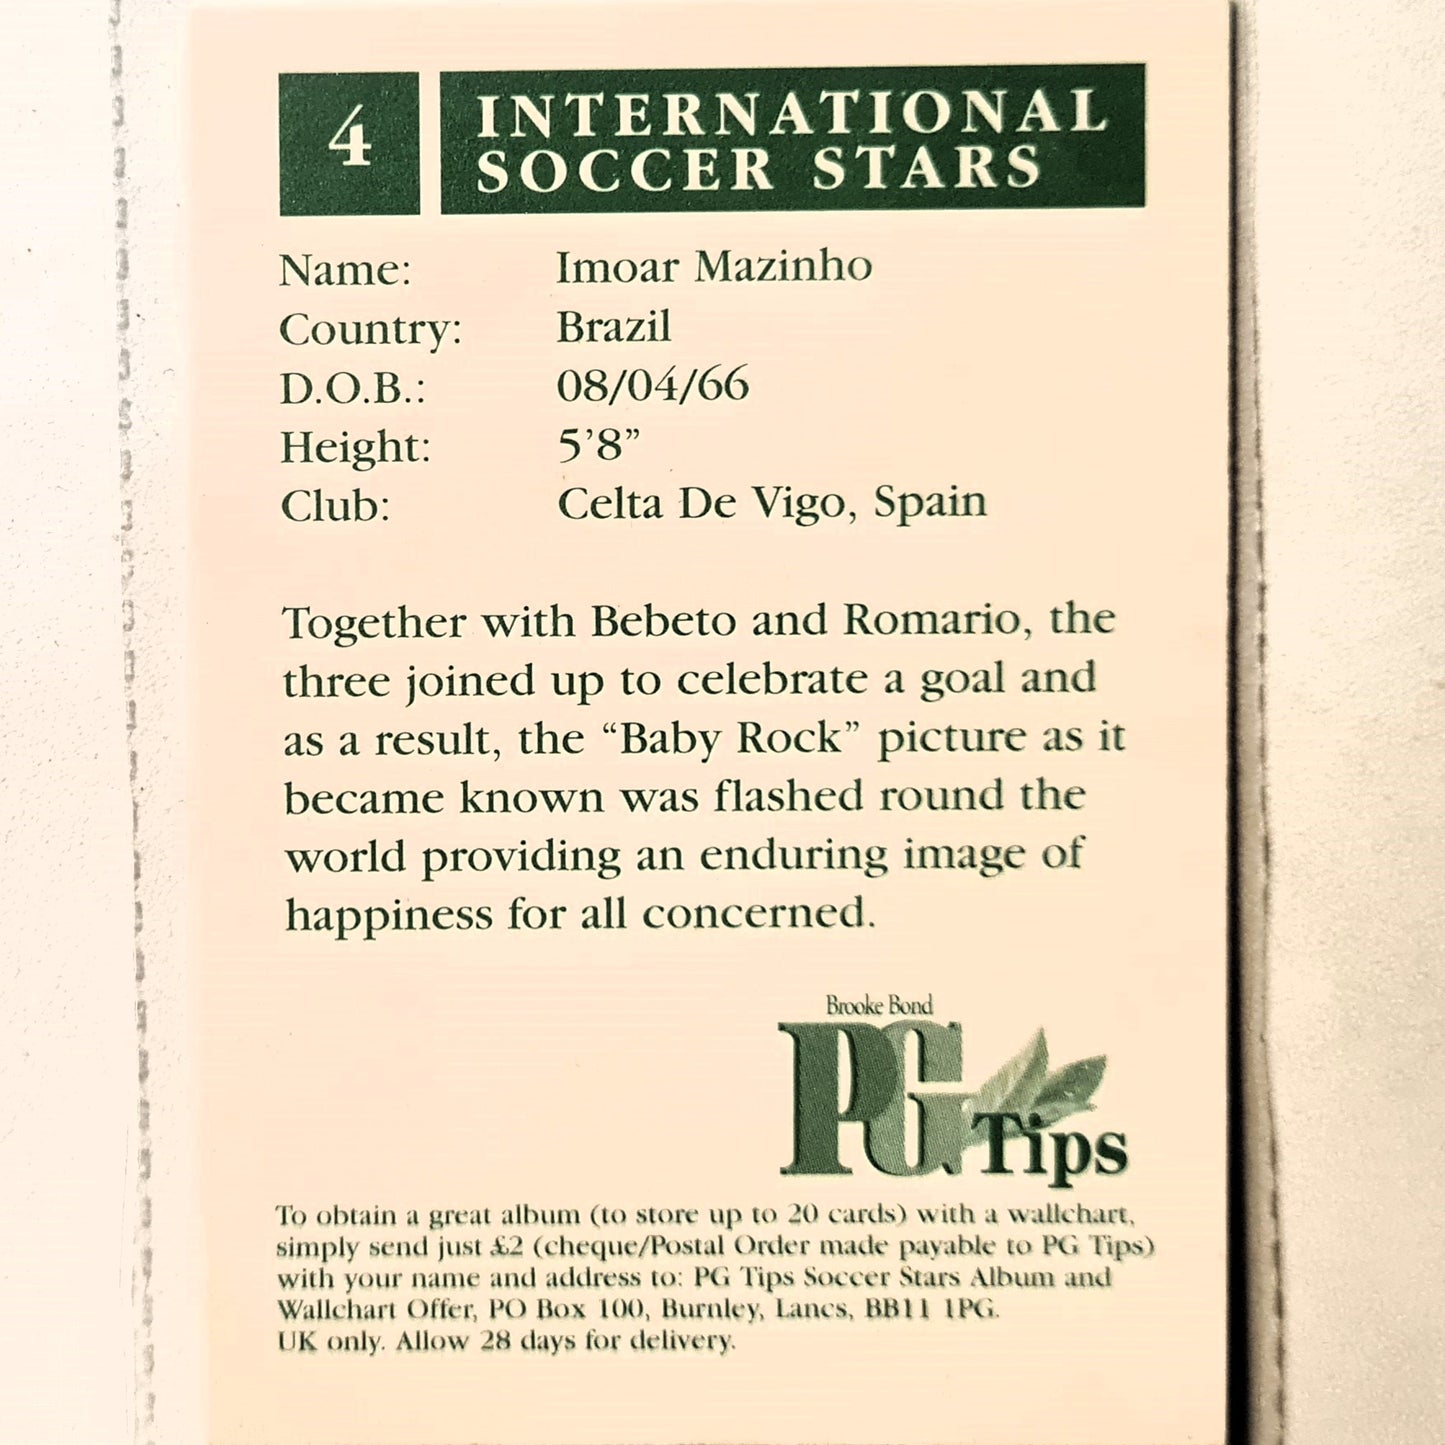 4
INTERNATIONAL
SOCCER STARS
Name: Imoar Mazinho
Country: Brazil
D.O.B.: 08/04/66
Height: 5’8”
Club: Celta De Vigo, Spain
Together with Bebeto and Romario, the
three joined up to celebrate a goal and
as a result, the “Baby Rock” picture as it
became known was flashed round the
world providing an enduring image of
happiness for all concerned.
Brooke Bond
PG Tips
To obtain a great album (to store up to 20 cards) with a wallchart,
simply send just £2 (cheque/Postal Order made payable to PG Tips)
with your name and address to: PG Tips Soccer Stars Album and
Wallchart Offer, PO Box 100, Burnley, Lancs, BB11 1PG.
UK only. Allow 28 days for delivery.